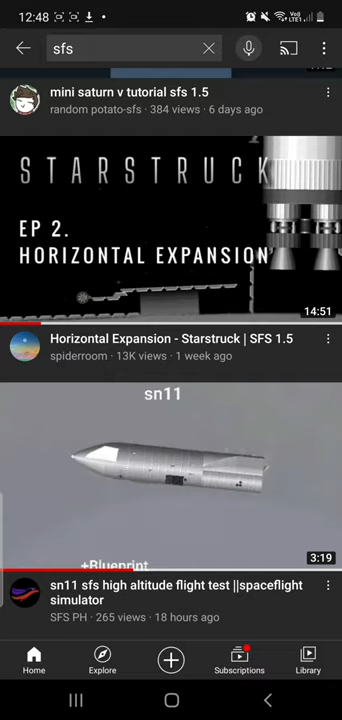 12:48
Vo))
LTE1
sfs
mini saturn v tutorial sfs 1.5
random potato-sfs · 384 views · 6 days ago
STARSTRUCK
EP 2.
HORIZONTAL EXPANSION
14:51
Horizontal Expansion - Starstruck | SFS 1.5
spiderroom · 13K views · 1 week ago
sn11
+Blueprint
3:19
sn11 sfs high altitude flight test ||spaceflight
simulator
SFS PH · 265 views · 18 hours ago
Home
Explore
Subscriptions
Library